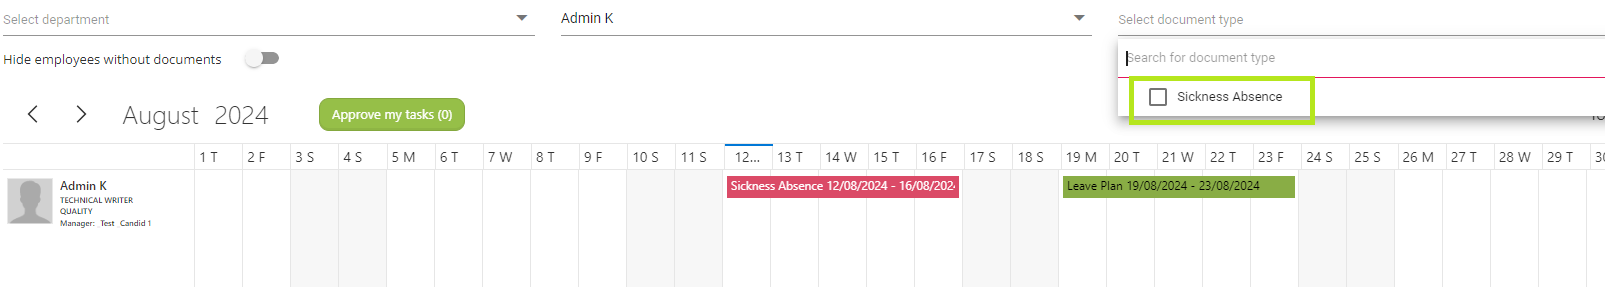 Select department
Admin K
Select document type
Hide employees without documents
Search for document type
Sickness Absence
August 2024
Approve my tasks (0)
1 T 2 F 3 S 4 S 5 M 6 T 7 W 8 T 9 F 10 S 11 S 12... 13 T 14 W 15 T 16 F 17 S 18 S 19 M 20 T 21 W 22 T 23 F 24 S 25 S 26 M 27 T 28 W 29 T
Admin K
TECHNICAL WRITER
QUALITY
Manager: Test Candid 1
Sickness Absence 12/08/2024 - 16/08/202
Leave Plan 19/08/2024 - 23/08/2024